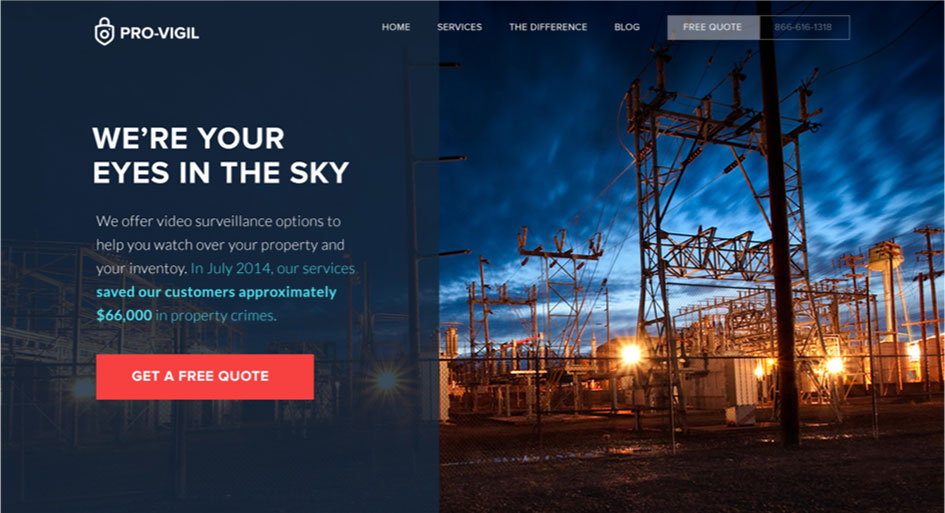 PRO-VIGIL
HOME SERVICES THE DIFFERENCE BLOG FREE QUOTE 866-616-1318
WE'RE YOUR
EYES IN THE SKY
We offer video surveillance options to
help you watch over your property and
your inventoy. In July 2014, our services
saved our customers approximately
$66,000 in property crimes.
GET A FREE QUOTE